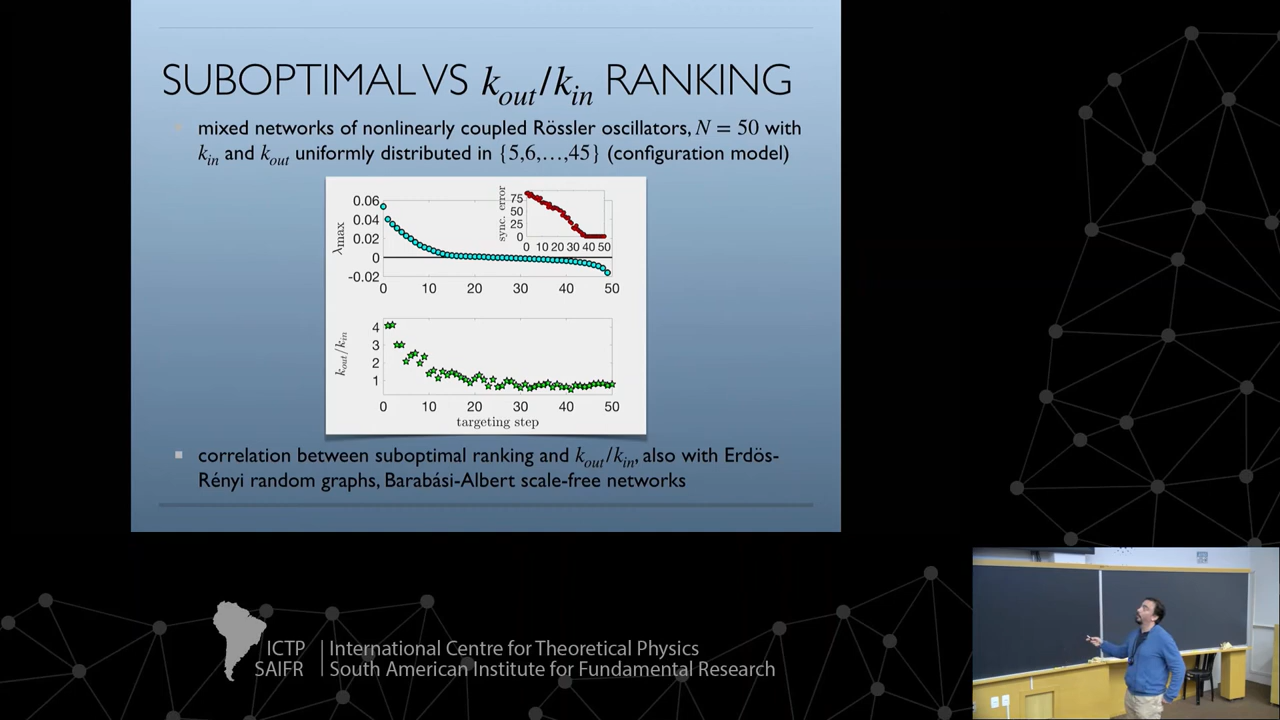 SUBOPTIMAL VS k_out/k_in RANKING
mixed networks of nonlinearly coupled Rössler oscillators, N = 50 with
k_in and k_out uniformly distributed in {5,6,…,45} (configuration model)
0.06
0.04
0.02
0
-0.02
λmax
0 10 20 30 40 50
sync. error
75
50
25
0
0 10 20 30 40 50
k_out/k_in
4
3
2
1
0 10 20 30 40 50
targeting step
correlation between suboptimal ranking and k_out/k_in, also with Erdös-
Rényi random graphs, Barabási-Albert scale-free networks
ICTP | International Centre for Theoretical Physics
SAIFR | South American Institute for Fundamental Research